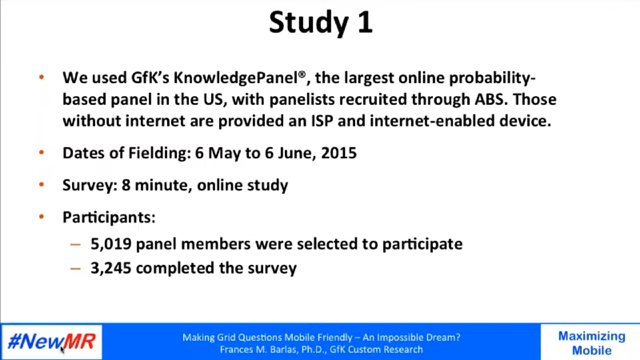 Study 1
• We used GfK's KnowledgePanel®, the largest online probability-
based panel in the US, with panelists recruited through ABS. Those
without internet are provided an ISP and internet-enabled device.
• Dates of Fielding: 6 May to 6 June, 2015
• Survey: 8 minute, online study
• Participants:
– 5,019 panel members were selected to participate
– 3,245 completed the survey
#NewMR
Making Grid Questions Mobile Friendly – An Impossible Dream?
Frances M. Barlas, Ph.D., GfK Custom Research
Maximizing
Mobile